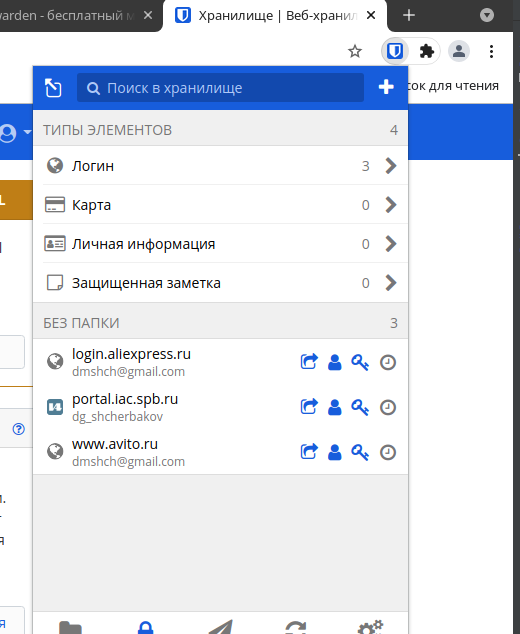 warden - бесплатный м
Хранилище | Веб-хранил
сок для чтения
Поиск в хранилище
ТИПЫ ЭЛЕМЕНТОВ 4
Логин 3
Карта 0
Личная информация 0
Защищенная заметка 0
БЕЗ ПАПКИ 3
login.aliexpress.ru
dmshch@gmail.com
portal.iac.spb.ru
dg_shcherbakov
www.avito.ru
dmshch@gmail.com